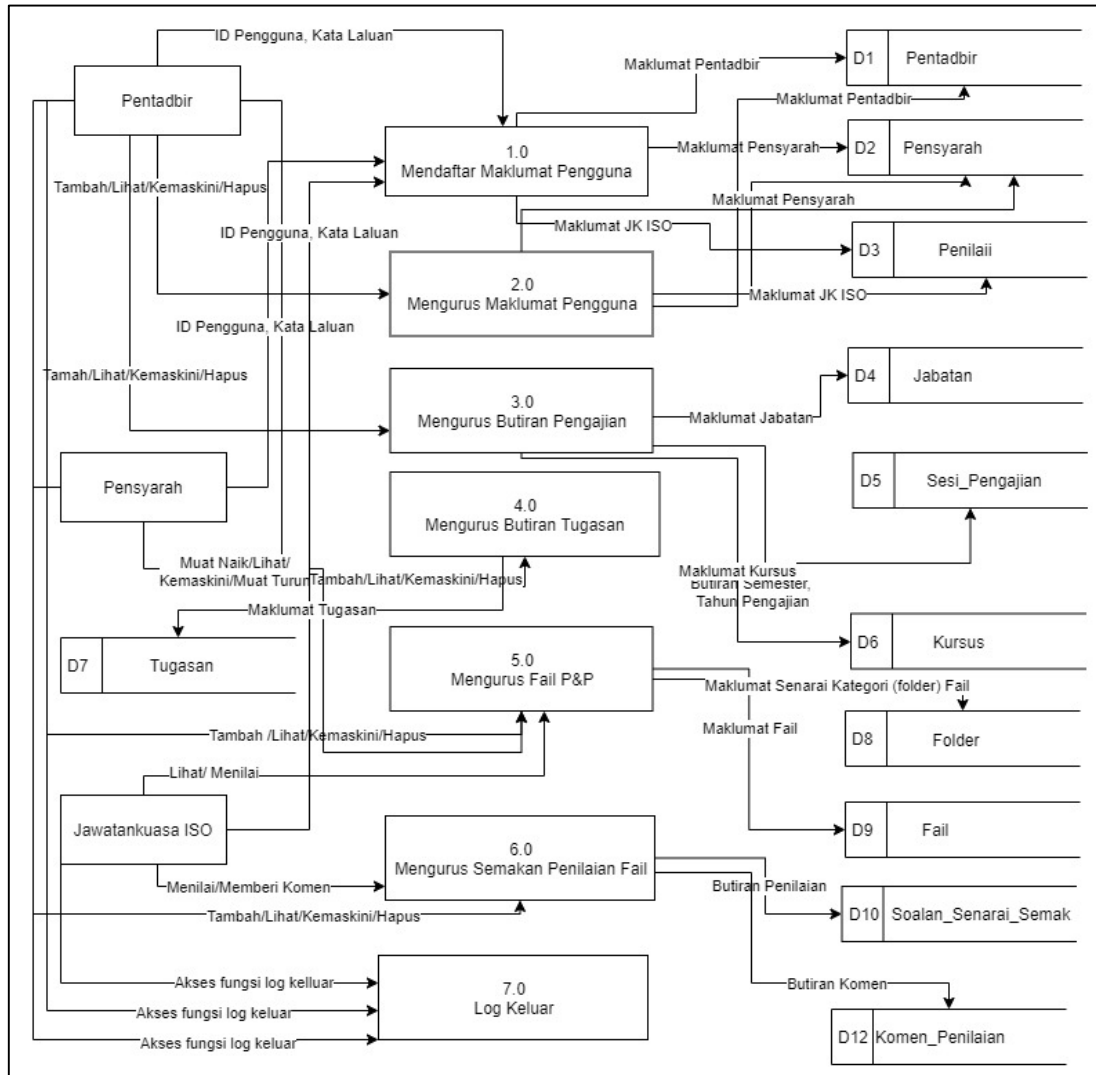 ID Pengguna, Kata Laluan
Pentadbir
Maklumat Pentadbir
D1
Pentadbir
Maklumat Pentadbir
1.0
Mendaftar Maklumat Pengguna
Maklumat Pensyarah
D2
Pensyarah
Tambah/Lihat/Kemaskini/Hapus
Maklumat Pensyarah
ID Pengguna, Kata Laluan
Maklumat JK ISO
D3
Penilaii
2.0
Mengurus Maklumat Pengguna
Maklumat JK ISO
ID Pengguna, Kata Laluan
Tamah/Lihat/Kemaskini/Hapus
3.0
Mengurus Butiran Pengajian
Maklumat Jabatan
D4
Jabatan
Pensyarah
D5
Sesi_Pengajian
4.0
Mengurus Butiran Tugasan
Muat Naik/Lihat/
Kemaskini/Muat Turun
Tambah/Lihat/Kemaskini/Hapus
Maklumat Kursus
Butiran Semester,
Tahun Pengajian
Maklumat Tugasan
D7
Tugasan
D6
Kursus
5.0
Mengurus Fail P&P
Maklumat Senarai Kategori (folder) Fail
Maklumat Fail
D8
Folder
Tambah /Lihat/Kemaskini/Hapus
Lihat/ Menilai
Jawatankuasa ISO
D9
Fail
6.0
Mengurus Semakan Penilaian Fail
Menilai/Memberi Komen
Butiran Penilaian
Tambah/Lihat/Kemaskini/Hapus
D10
Soalan_Senarai_Semak
Akses fungsi log kelluar
7.0
Log Keluar
Butiran Komen
Akses fungsi log keluar
Akses fungsi log keluar
D12
Komen_Penilaian